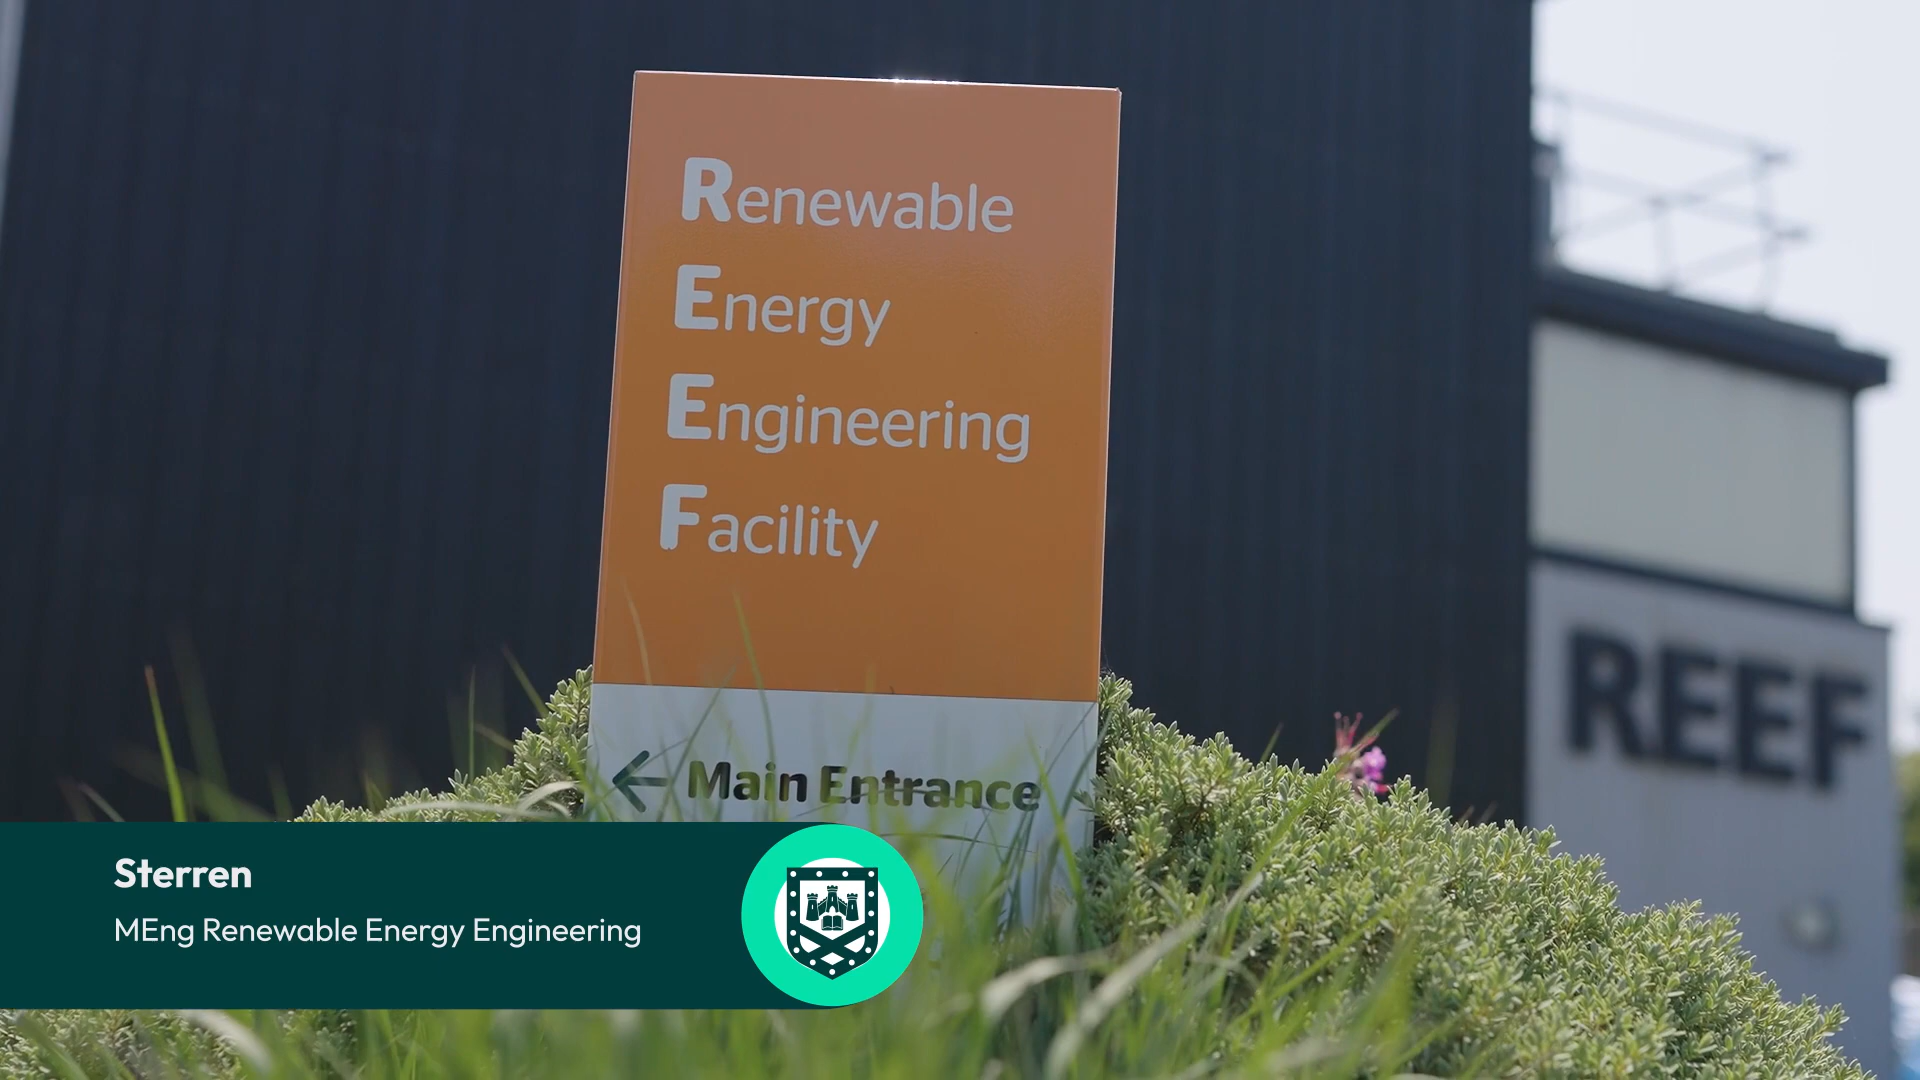 Renewable
Energy
Engineering
Facility
← Main Entrance
REEF
Sterren
MEng Renewable Energy Engineering